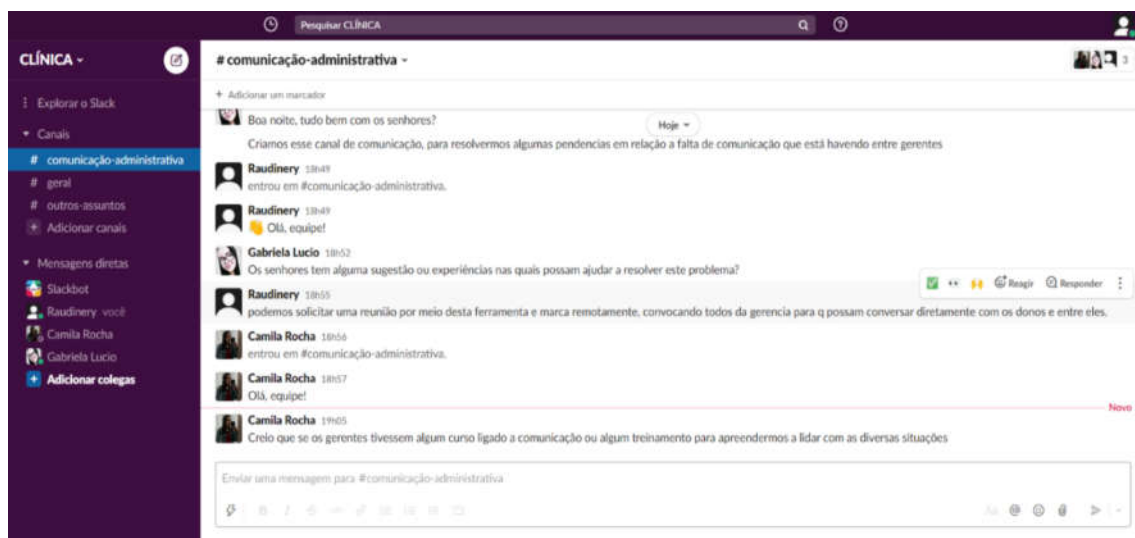 Pesquisar CLÍNICA
CLÍNICA
Explorar o Slack
Canais
# comunicação-administrativa
# geral
# outros-assuntos
+ Adicionar canais
Mensagens diretas
Slackbot
Raudinery você
Camila Rocha
Gabriela Lucio
+ Adicionar colegas
# comunicação-administrativa
3
+ Adicionar um marcador
Hoje
Boa noite, tudo bem com os senhores?
Criamos esse canal de comunicação, para resolvermos algumas pendencias em relação a falta de comunicação que está havendo entre gerentes
Raudinery 18h49
entrou em #comunicação-administrativa.
Raudinery 18h49
👋 Olá, equipe!
Gabriela Lucio 18h52
Os senhores tem alguma sugestão ou experiências nas quais possam ajudar a resolver este problema?
Reagir Responder
Raudinery 18h55
podemos solicitar uma reunião por meio desta ferramenta e marca remotamente, convocando todos da gerencia para q possam conversar diretamente com os donos e entre eles.
Camila Rocha 18h56
entrou em #comunicação-administrativa.
Camila Rocha 18h57
Olá, equipe!
Novo
Camila Rocha 19h05
Creio que se os gerentes tivessem algum curso ligado a comunicação ou algum treinamento para apreendermos a lidar com as diversas situações
Enviar uma mensagem para #comunicação-administrativa
B I S
Aa @